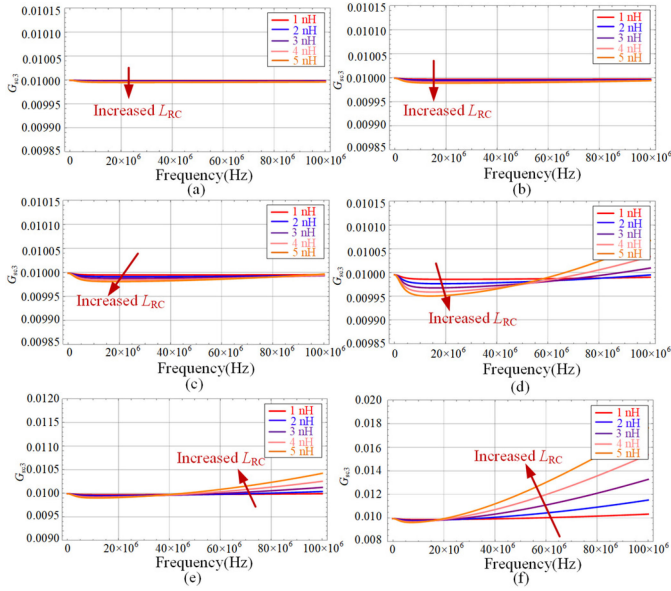 0.01015
0.01010
0.01005
0.01000
0.00995
0.00990
0.00985
G_sc3
1 nH
2 nH
3 nH
4 nH
5 nH
Increased L_RC
0 20×10⁶ 40×10⁶ 60×10⁶ 80×10⁶ 100×10⁶
Frequency(Hz)
(a)
0.01015
0.01010
0.01005
0.01000
0.00995
0.00990
0.00985
1 nH
2 nH
3 nH
4 nH
5 nH
Increased L_RC
0 20×10⁶ 40×10⁶ 60×10⁶ 80×10⁶ 100×10⁶
Frequency(Hz)
(b)
0.01015
0.01010
0.01005
0.01000
0.00995
0.00990
0.00985
1 nH
2 nH
3 nH
4 nH
5 nH
Increased L_RC
0 20×10⁶ 40×10⁶ 60×10⁶ 80×10⁶ 100×10⁶
Frequency(Hz)
(c)
0.01015
0.01010
0.01005
0.01000
0.00995
0.00990
0.00985
1 nH
2 nH
3 nH
4 nH
5 nH
Increased L_RC
0 20×10⁶ 40×10⁶ 60×10⁶ 80×10⁶ 100×10⁶
Frequency(Hz)
(d)
0.0120
0.0115
0.0110
0.0105
0.0100
0.0095
0.0090
1 nH
2 nH
3 nH
4 nH
5 nH
Increased L_RC
0 20×10⁶ 40×10⁶ 60×10⁶ 80×10⁶ 100×10⁶
Frequency(Hz)
(e)
0.020
0.018
0.016
0.014
0.012
0.010
0.008
1 nH
2 nH
3 nH
4 nH
5 nH
Increased L_RC
0 20×10⁶ 40×10⁶ 60×10⁶ 80×10⁶ 100×10⁶
Frequency(Hz)
(f)